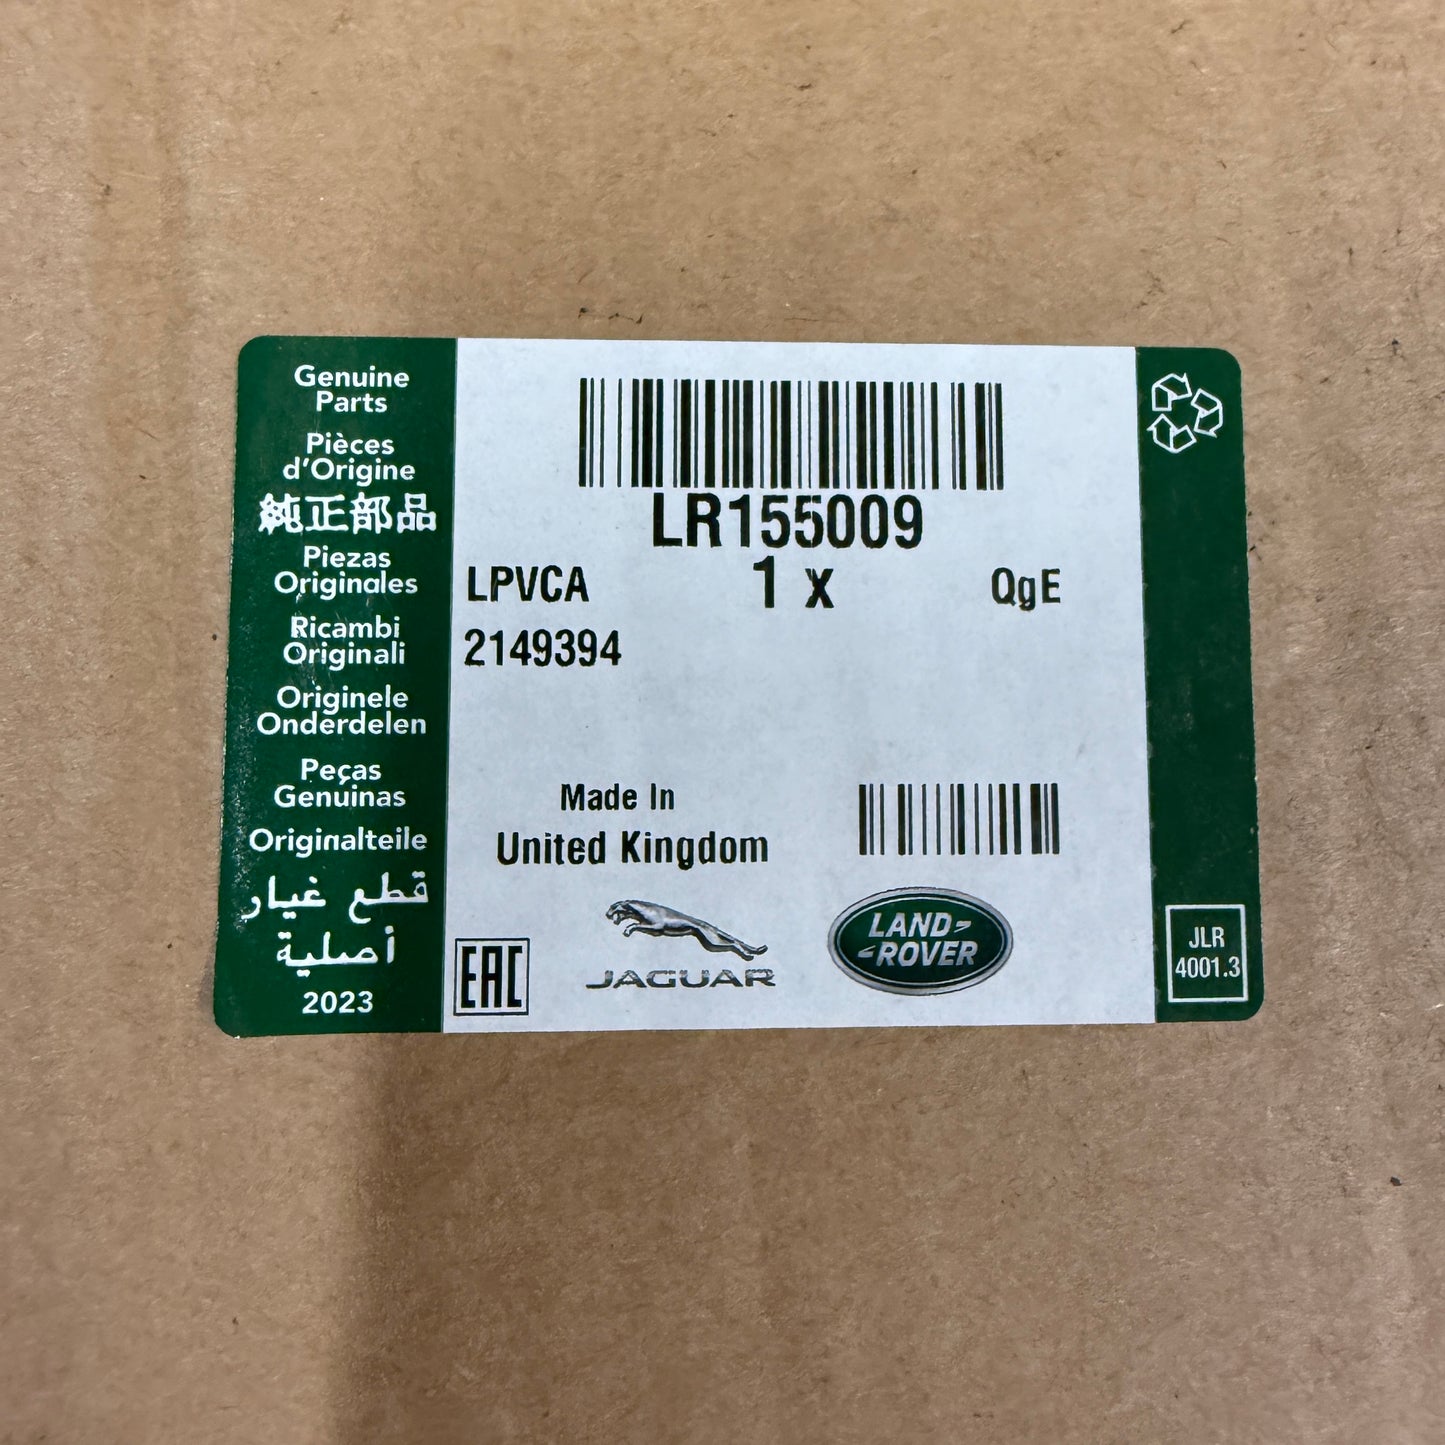 Genuine
Parts
Pièces
d'Origine
純正部品
Piezas
Originales
Ricambi
Originali
Originele
Onderdelen
Peças
Genuinas
Originalteile
قطع غيار
أصلية
2023
LR155009
LPVCA 1 x QgE
2149394
Made In
United Kingdom
EAC
JAGUAR
LAND-
-ROVER
JLR
4001.3